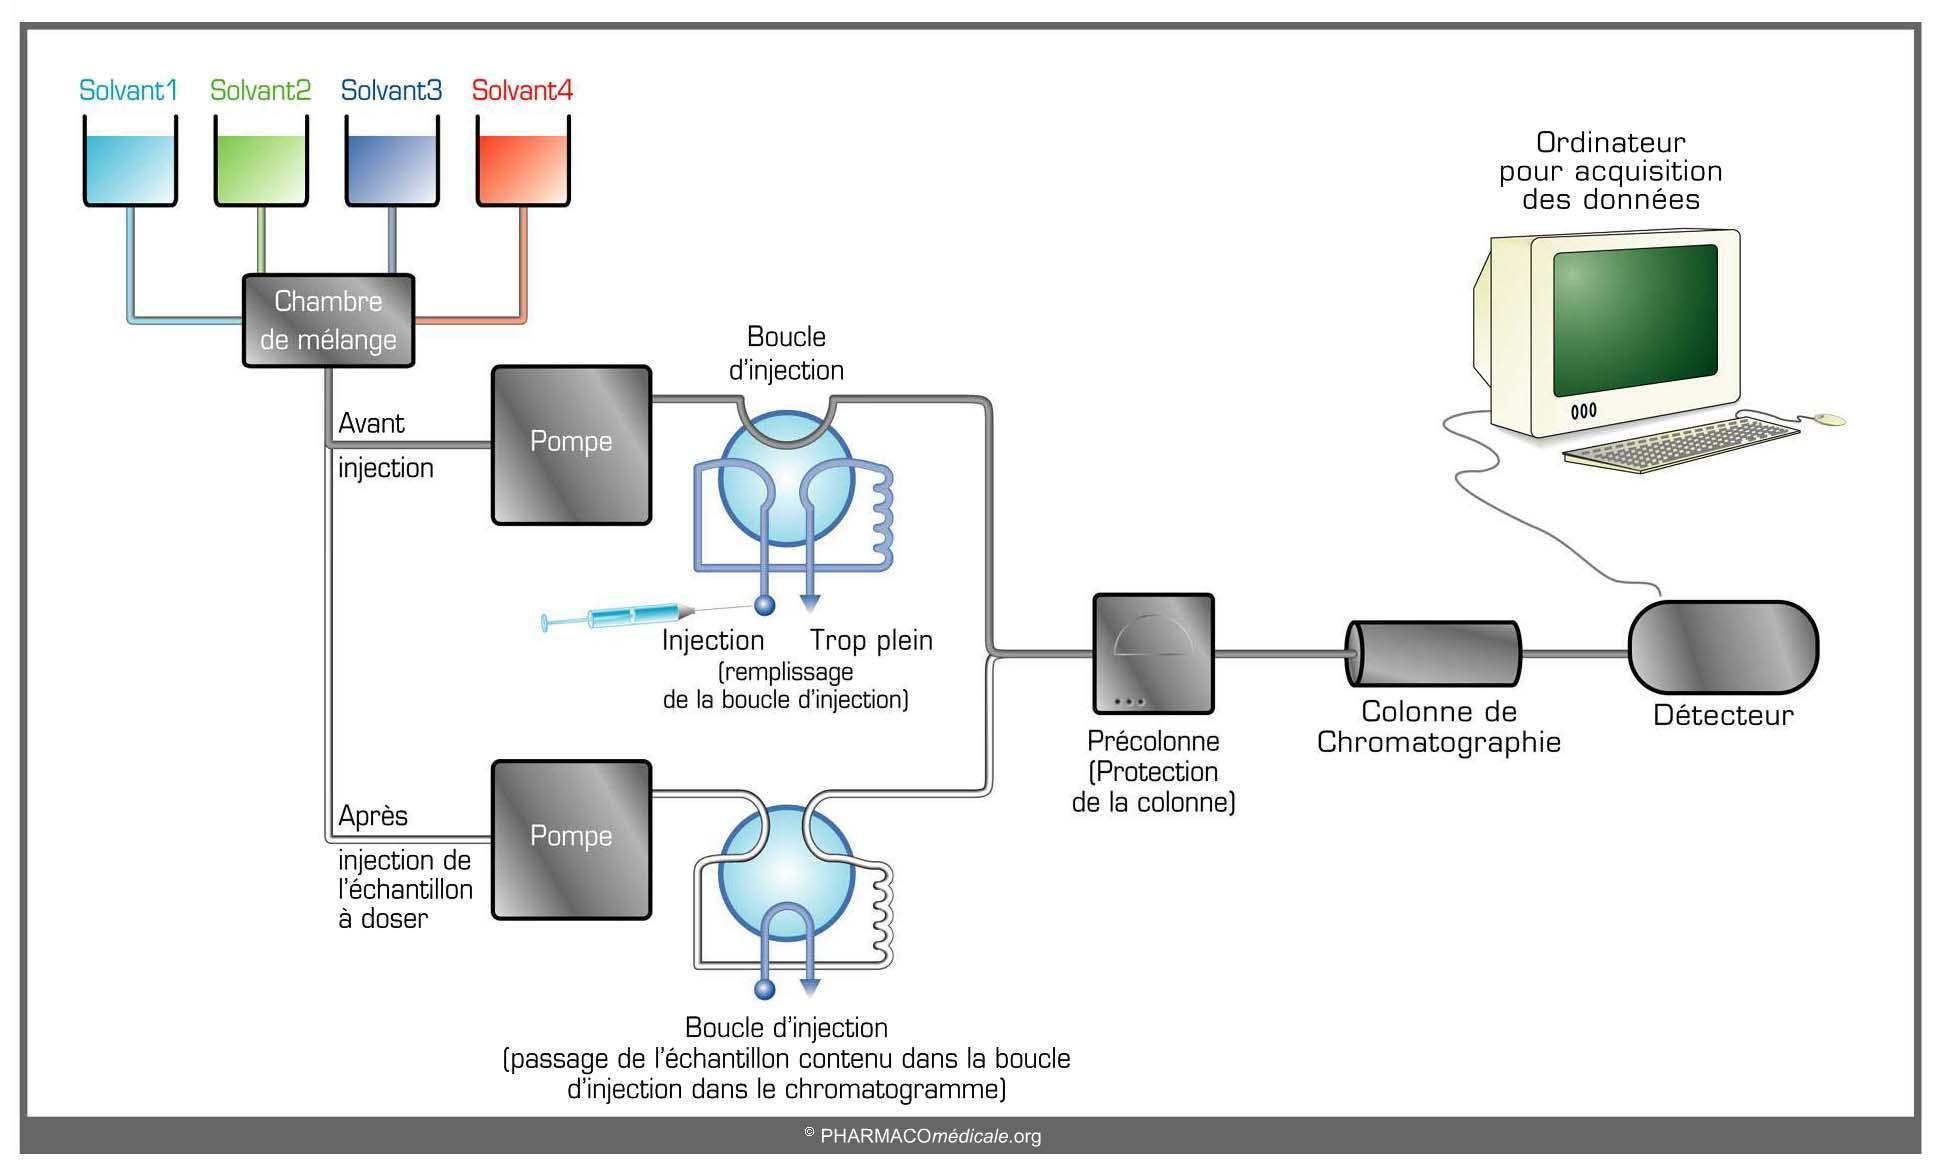 Solvant1
Solvant2
Solvant3
Solvant4
Chambre
de mélange
Ordinateur
pour acquisition
des données
Boucle
d'injection
Avant
injection
Pompe
Injection
Trop plein
(remplissage
de la boucle d'injection)
Précolonne
(Protection
de la colonne)
Colonne de
Chromatographie
Détecteur
Après
injection de
l'échantillon
à doser
Pompe
Boucle d'injection
(passage de l'échantillon contenu dans la boucle
d'injection dans le chromatogramme)
© PHARMACOmédicale.org